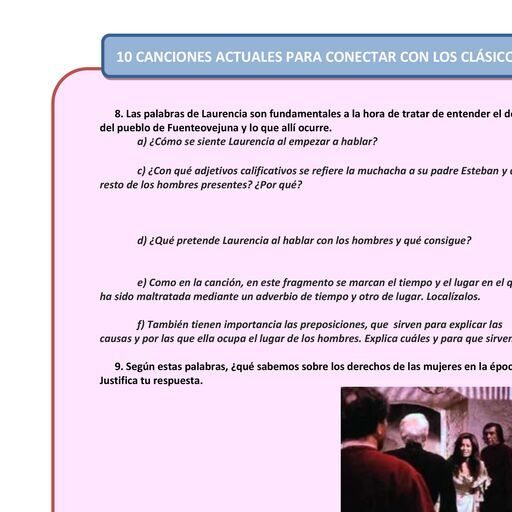 10 CANCIONES ACTUALES PARA CONECTAR CON LOS CLÁSICO
8. Las palabras de Laurencia son fundamentales a la hora de tratar de entender el
del pueblo de Fuenteovejuna y lo que allí ocurre.
a) ¿Cómo se siente Laurencia al empezar a hablar?
c) ¿Con qué adjetivos calificativos se refiere la muchacha a su padre Esteban y
resto de los hombres presentes? ¿Por qué?
d) ¿Qué pretende Laurencia al hablar con los hombres y qué consigue?
e) Como en la canción, en este fragmento se marcan el tiempo y el lugar en el
ha sido maltratada mediante un adverbio de tiempo y otro de lugar. Localízalos.
f) También tienen importancia las preposiciones, que sirven para explicar las
causas y por las que ella ocupa el lugar de los hombres. Explica cuáles y para que sirven
9. Según estas palabras, ¿qué sabemos sobre los derechos de las mujeres en la époc
Justifica tu respuesta.